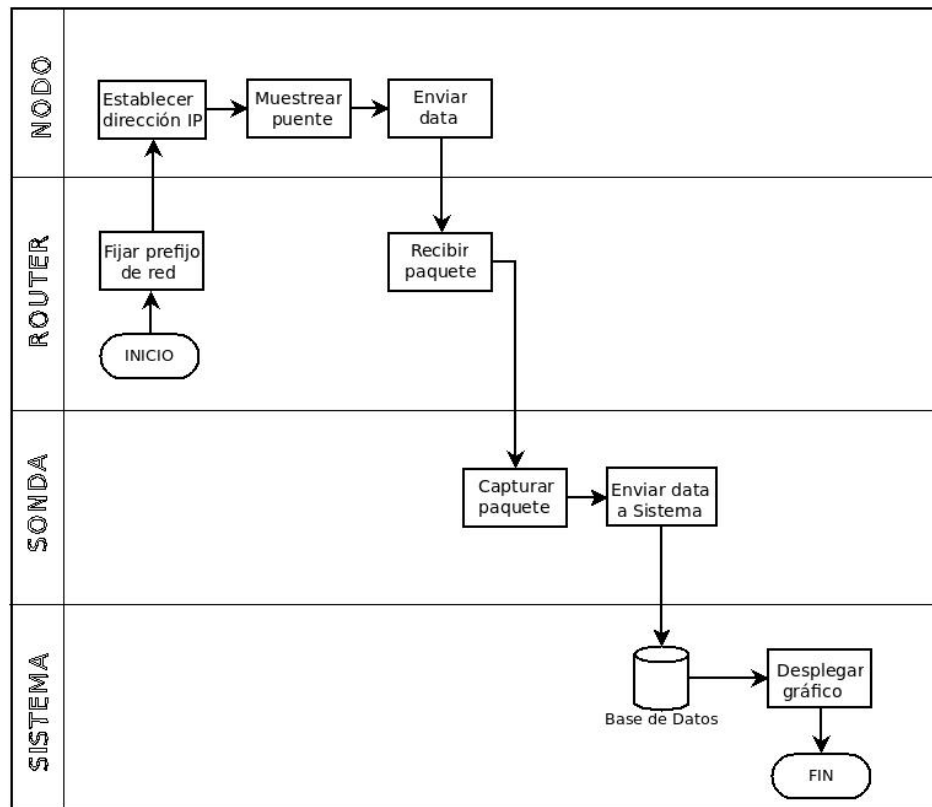 NODO
Establecer
dirección IP
Muestrear
puente
Enviar
data
ROUTER
Fijar prefijo
de red
INICIO
Recibir
paquete
SONDA
Capturar
paquete
Enviar data
a Sistema
SISTEMA
Base de Datos
Desplegar
gráfico
FIN